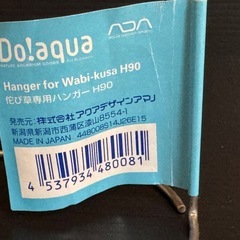 Do!aqua
NATURE AQUARIUM GOODS
ADA
Hanger for Wabi-kusa H90
侘び草専用ハンガー H90
発売元：株式会社 アクアデザインアマノ
新潟県新潟市西蒲区漆山8554-1
MADE IN JAPAN 448008S14J26E15
4 537934 480081